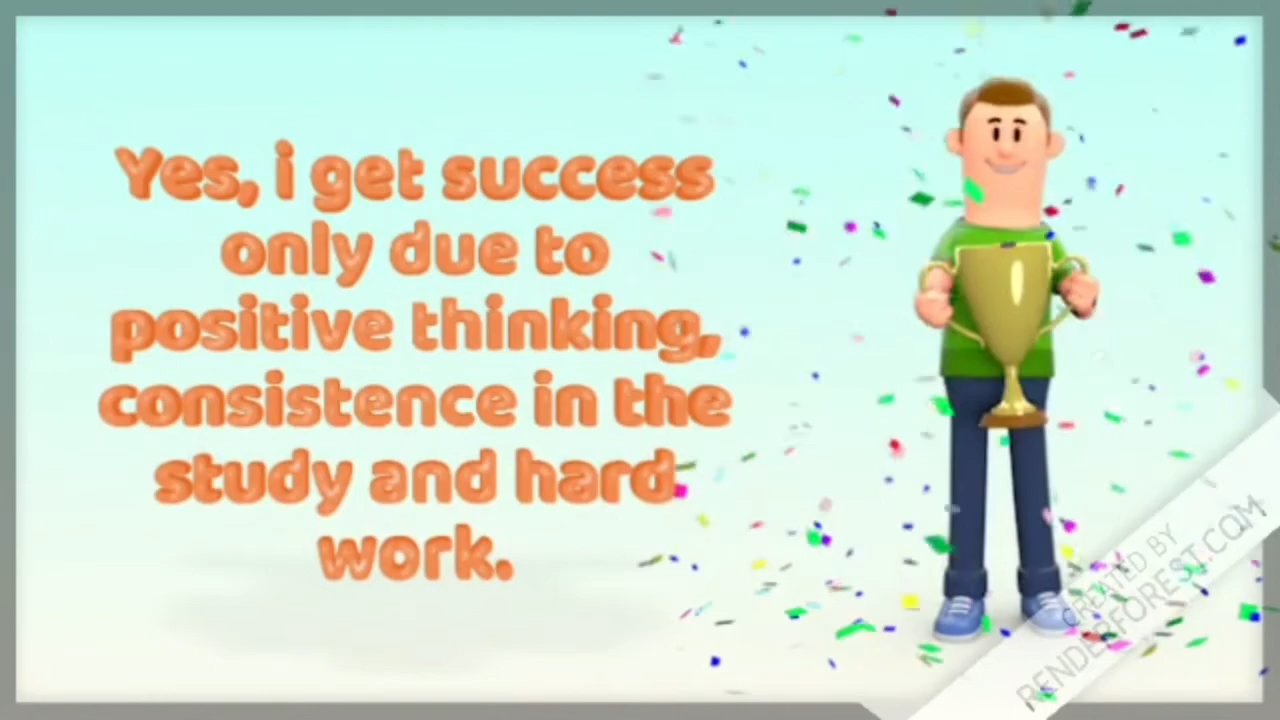 Yes, i get success
only due to
positive thinking,
consistence in the
study and hard
work.
CREATED BY
RENDERFOREST.COM